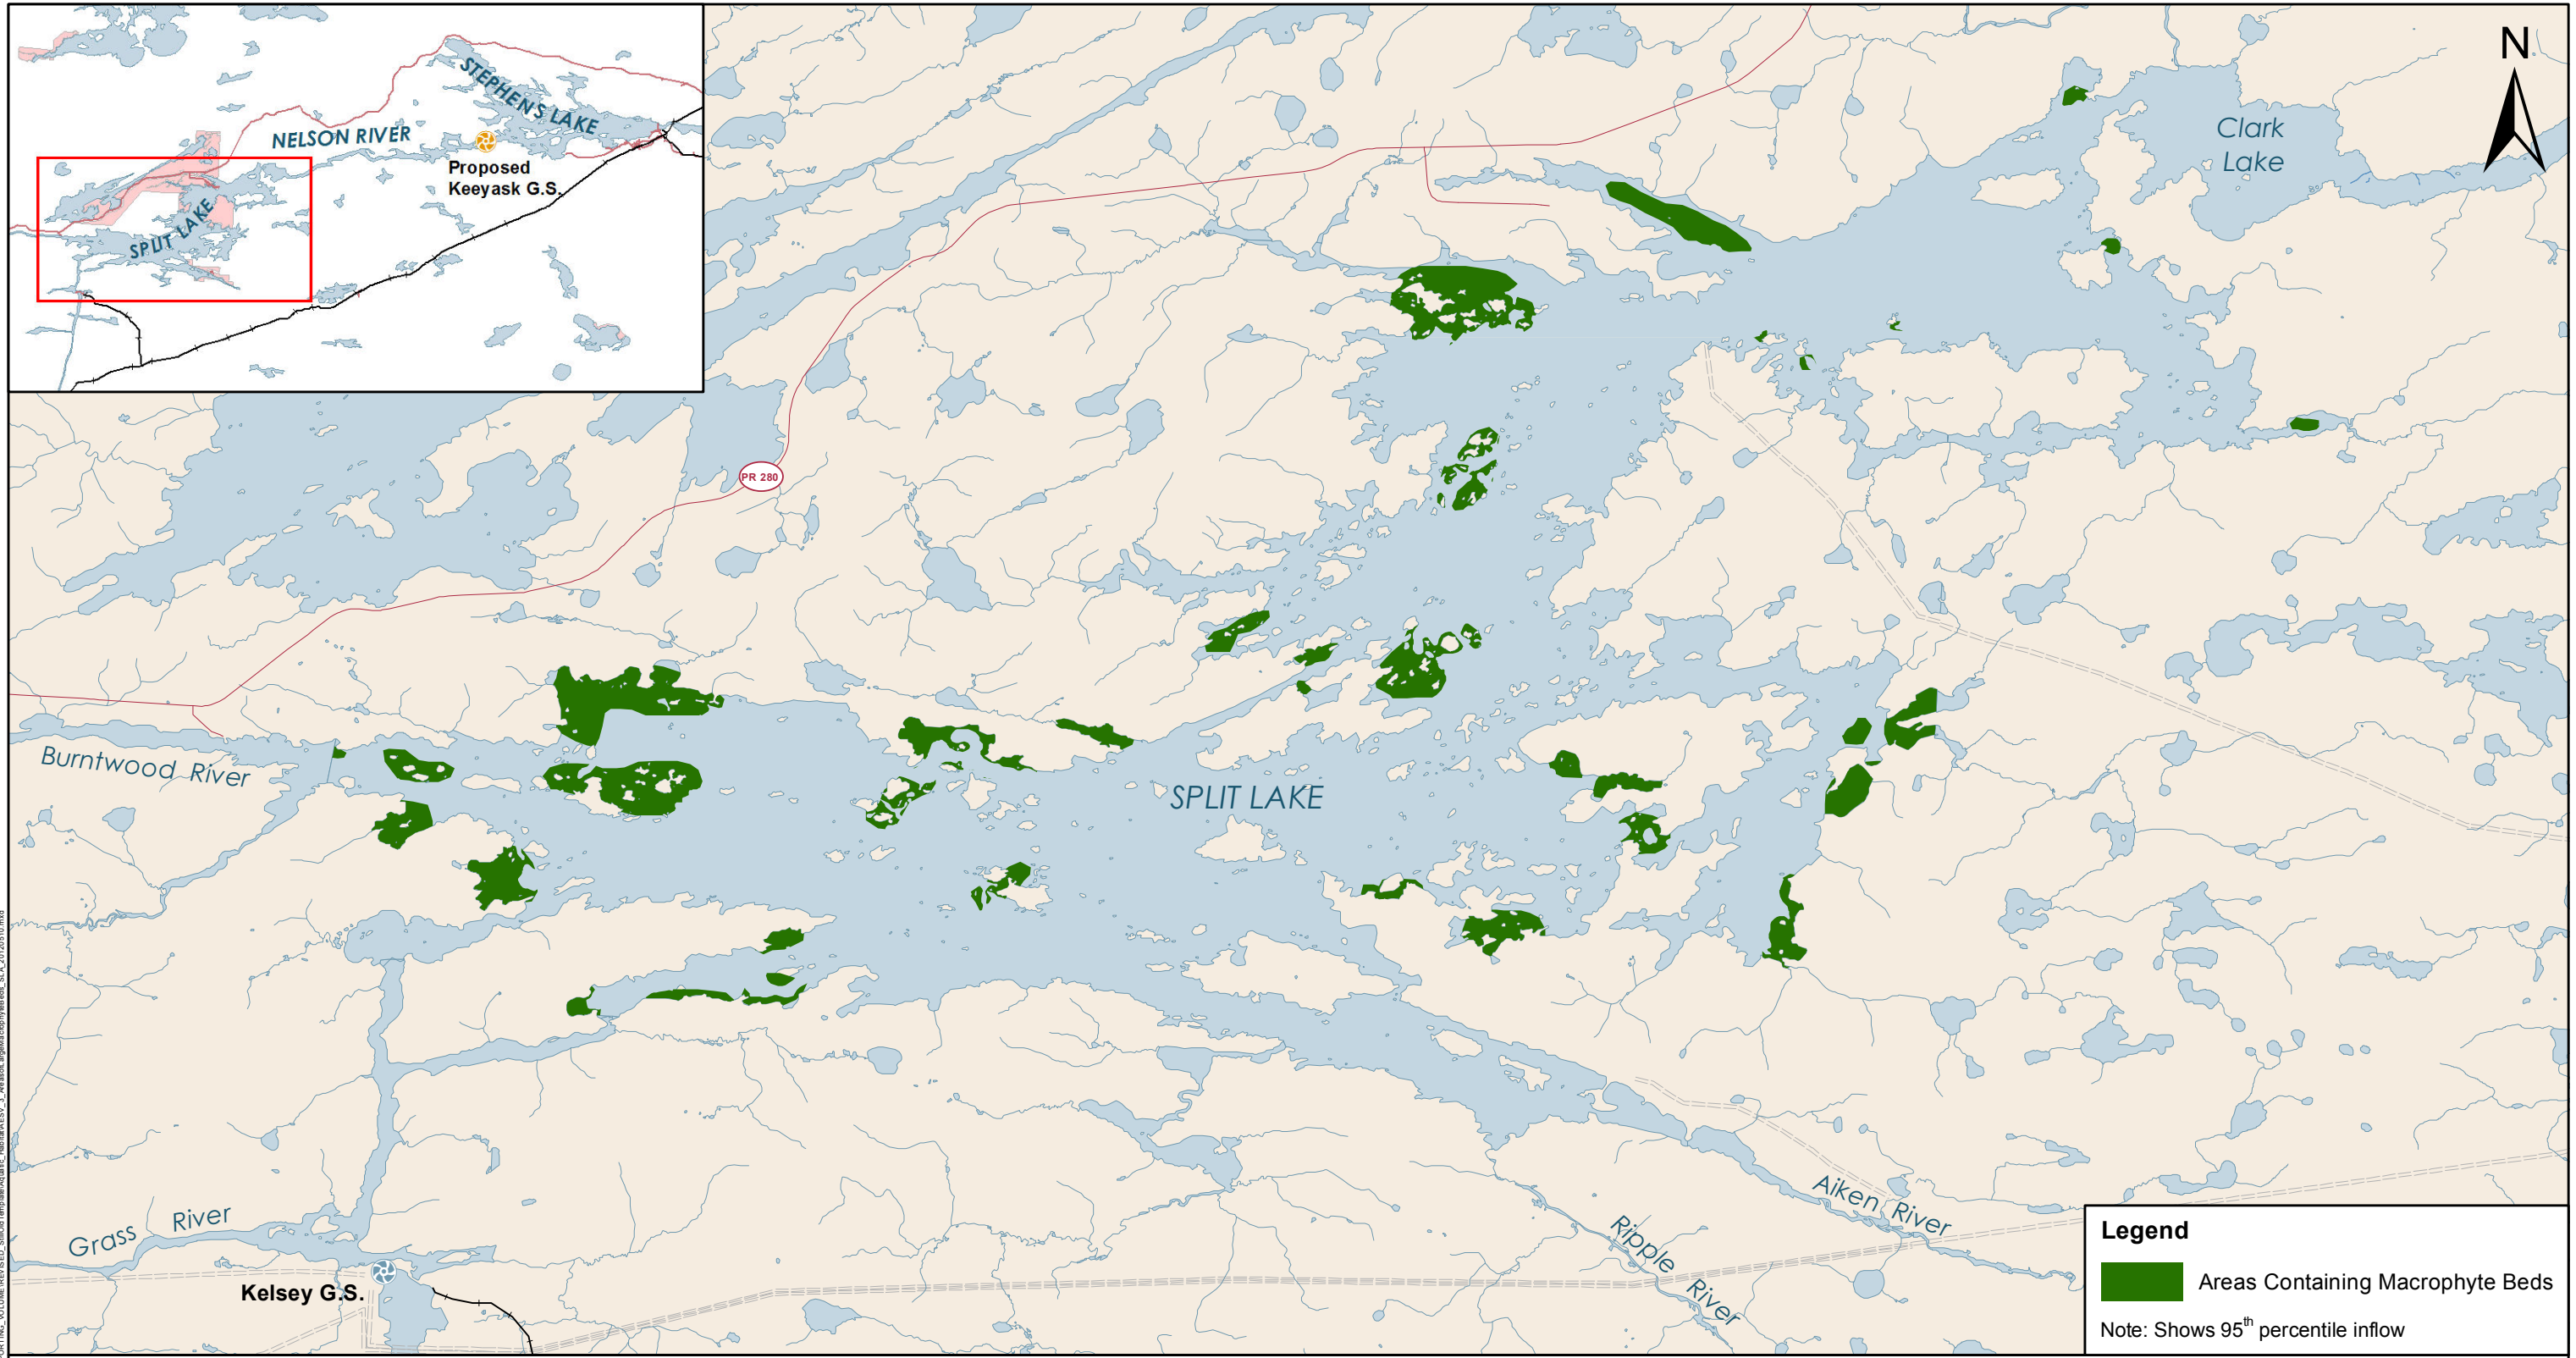 STEPHENS LAKE
NELSON RIVER
Proposed
Keeyask G.S.
SPLIT LAKE
N
Clark
Lake
PR 280
Burntwood River
SPLIT LAKE
Grass River
Kelsey G.S.
Aiken River
Ripple River
Legend
Areas Containing Macrophyte Beds
Note: Shows 95th percentile inflow